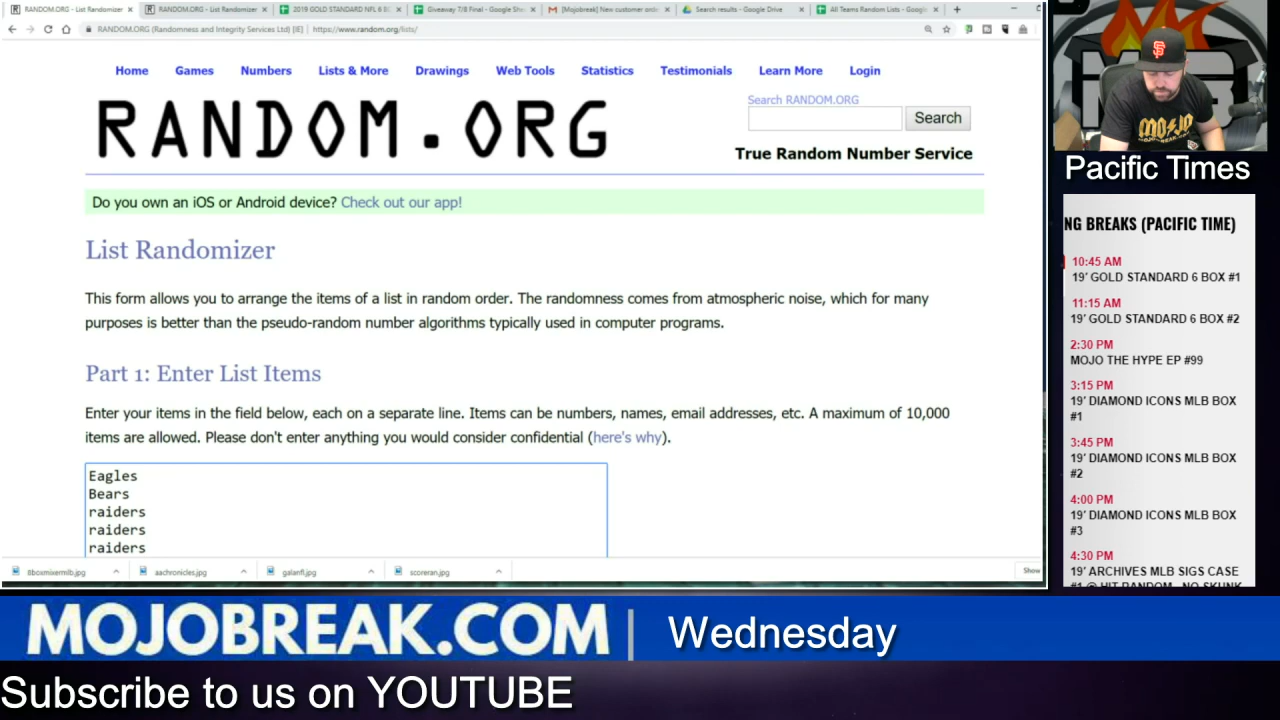 RANDOM.ORG - List Randomizer
RANDOM.ORG - List Randomizer
2019 GOLD STANDARD NFL 6 B
Giveaway 7/8 Final - Google She
[Mojobreak] New customer orde
Search results - Google Drive
All Teams Random Lists - Google
RANDOM.ORG (Randomness and Integrity Services Ltd) [IE] | https://www.random.org/lists/
Home Games Numbers Lists & More Drawings Web Tools Statistics Testimonials Learn More Login
RANDOM.ORG
Search RANDOM.ORG
Search
True Random Number Service
Do you own an iOS or Android device? Check out our app!
List Randomizer
This form allows you to arrange the items of a list in random order. The randomness comes from atmospheric noise, which for many
purposes is better than the pseudo-random number algorithms typically used in computer programs.
Part 1: Enter List Items
Enter your items in the field below, each on a separate line. Items can be numbers, names, email addresses, etc. A maximum of 10,000
items are allowed. Please don't enter anything you would consider confidential (here's why).
Eagles
Bears
raiders
raiders
raiders
8boxmixermlb.jpg
aachronicles.jpg
galanfl.jpg
scoreran.jpg
Show
MOJO
Pacific Times
NG BREAKS (PACIFIC TIME)
10:45 AM
19' GOLD STANDARD 6 BOX #1
11:15 AM
19' GOLD STANDARD 6 BOX #2
2:30 PM
MOJO THE HYPE EP #99
3:15 PM
19' DIAMOND ICONS MLB BOX
#1
3:45 PM
19' DIAMOND ICONS MLB BOX
#2
4:00 PM
19' DIAMOND ICONS MLB BOX
#3
4:30 PM
19' ARCHIVES MLB SIGS CASE
#1 @ HIT RANDOM - NO SKUNK
MOJOBREAK.COM | Wednesday
Subscribe to us on YOUTUBE